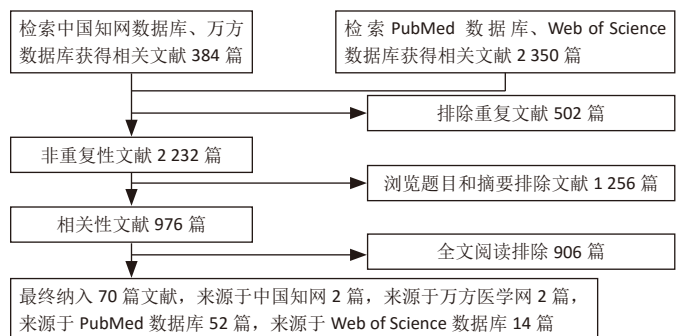 检索中国知网数据库、万方
数据库获得相关文献 384 篇
检索 PubMed 数据库、Web of Science
数据库获得相关文献 2 350 篇
排除重复文献 502 篇
非重复性文献 2 232 篇
浏览题目和摘要排除文献 1 256 篇
相关性文献 976 篇
全文阅读排除 906 篇
最终纳入 70 篇文献，来源于中国知网 2 篇，来源于万方医学网 2 篇，
来源于 PubMed 数据库 52 篇，来源于 Web of Science 数据库 14 篇